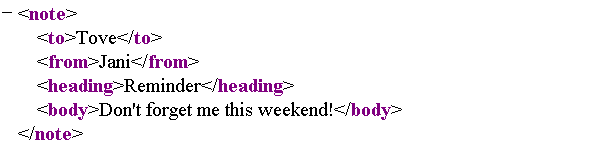 − <note>
<to>Tove</to>
<from>Jani</from>
<heading>Reminder</heading>
<body>Don't forget me this weekend!</body>
</note>